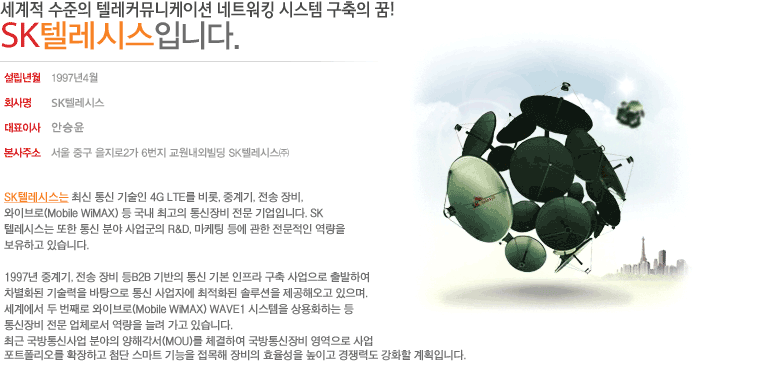 세계적 수준의 텔레커뮤니케이션 네트워킹 시스템 구축의 꿈!
SK텔레시스입니다.
설립년월 1997년4월
회사명 SK텔레시스
대표이사 안승윤
본사주소 서울 중구 을지로2가 6번지 교원내외빌딩 SK텔레시스㈜
SK텔레시스는 최신 통신 기술인 4G LTE를 비롯, 중계기, 전송 장비,
와이브로(Mobile WiMAX) 등 국내 최고의 통신장비 전문 기업입니다. SK
텔레시스는 또한 통신 분야 사업군의 R&D, 마케팅 등에 관한 전문적인 역량을
보유하고 있습니다.
1997년 중계기, 전송 장비 등B2B 기반의 통신 기본 인프라 구축 사업으로 출발하여
차별화된 기술력을 바탕으로 통신 사업자에 최적화된 솔루션을 제공해오고 있으며,
세계에서 두 번째로 와이브로(Mobile WiMAX) WAVE1 시스템을 상용화하는 등
통신장비 전문 업체로서 역량을 늘려 가고 있습니다.
최근 국방통신사업 분야의 양해각서(MOU)를 체결하여 국방통신장비 영역으로 사업
포트폴리오를 확장하고 첨단 스마트 기능을 접목해 장비의 효율성을 높이고 경쟁력도 강화할 계획입니다.